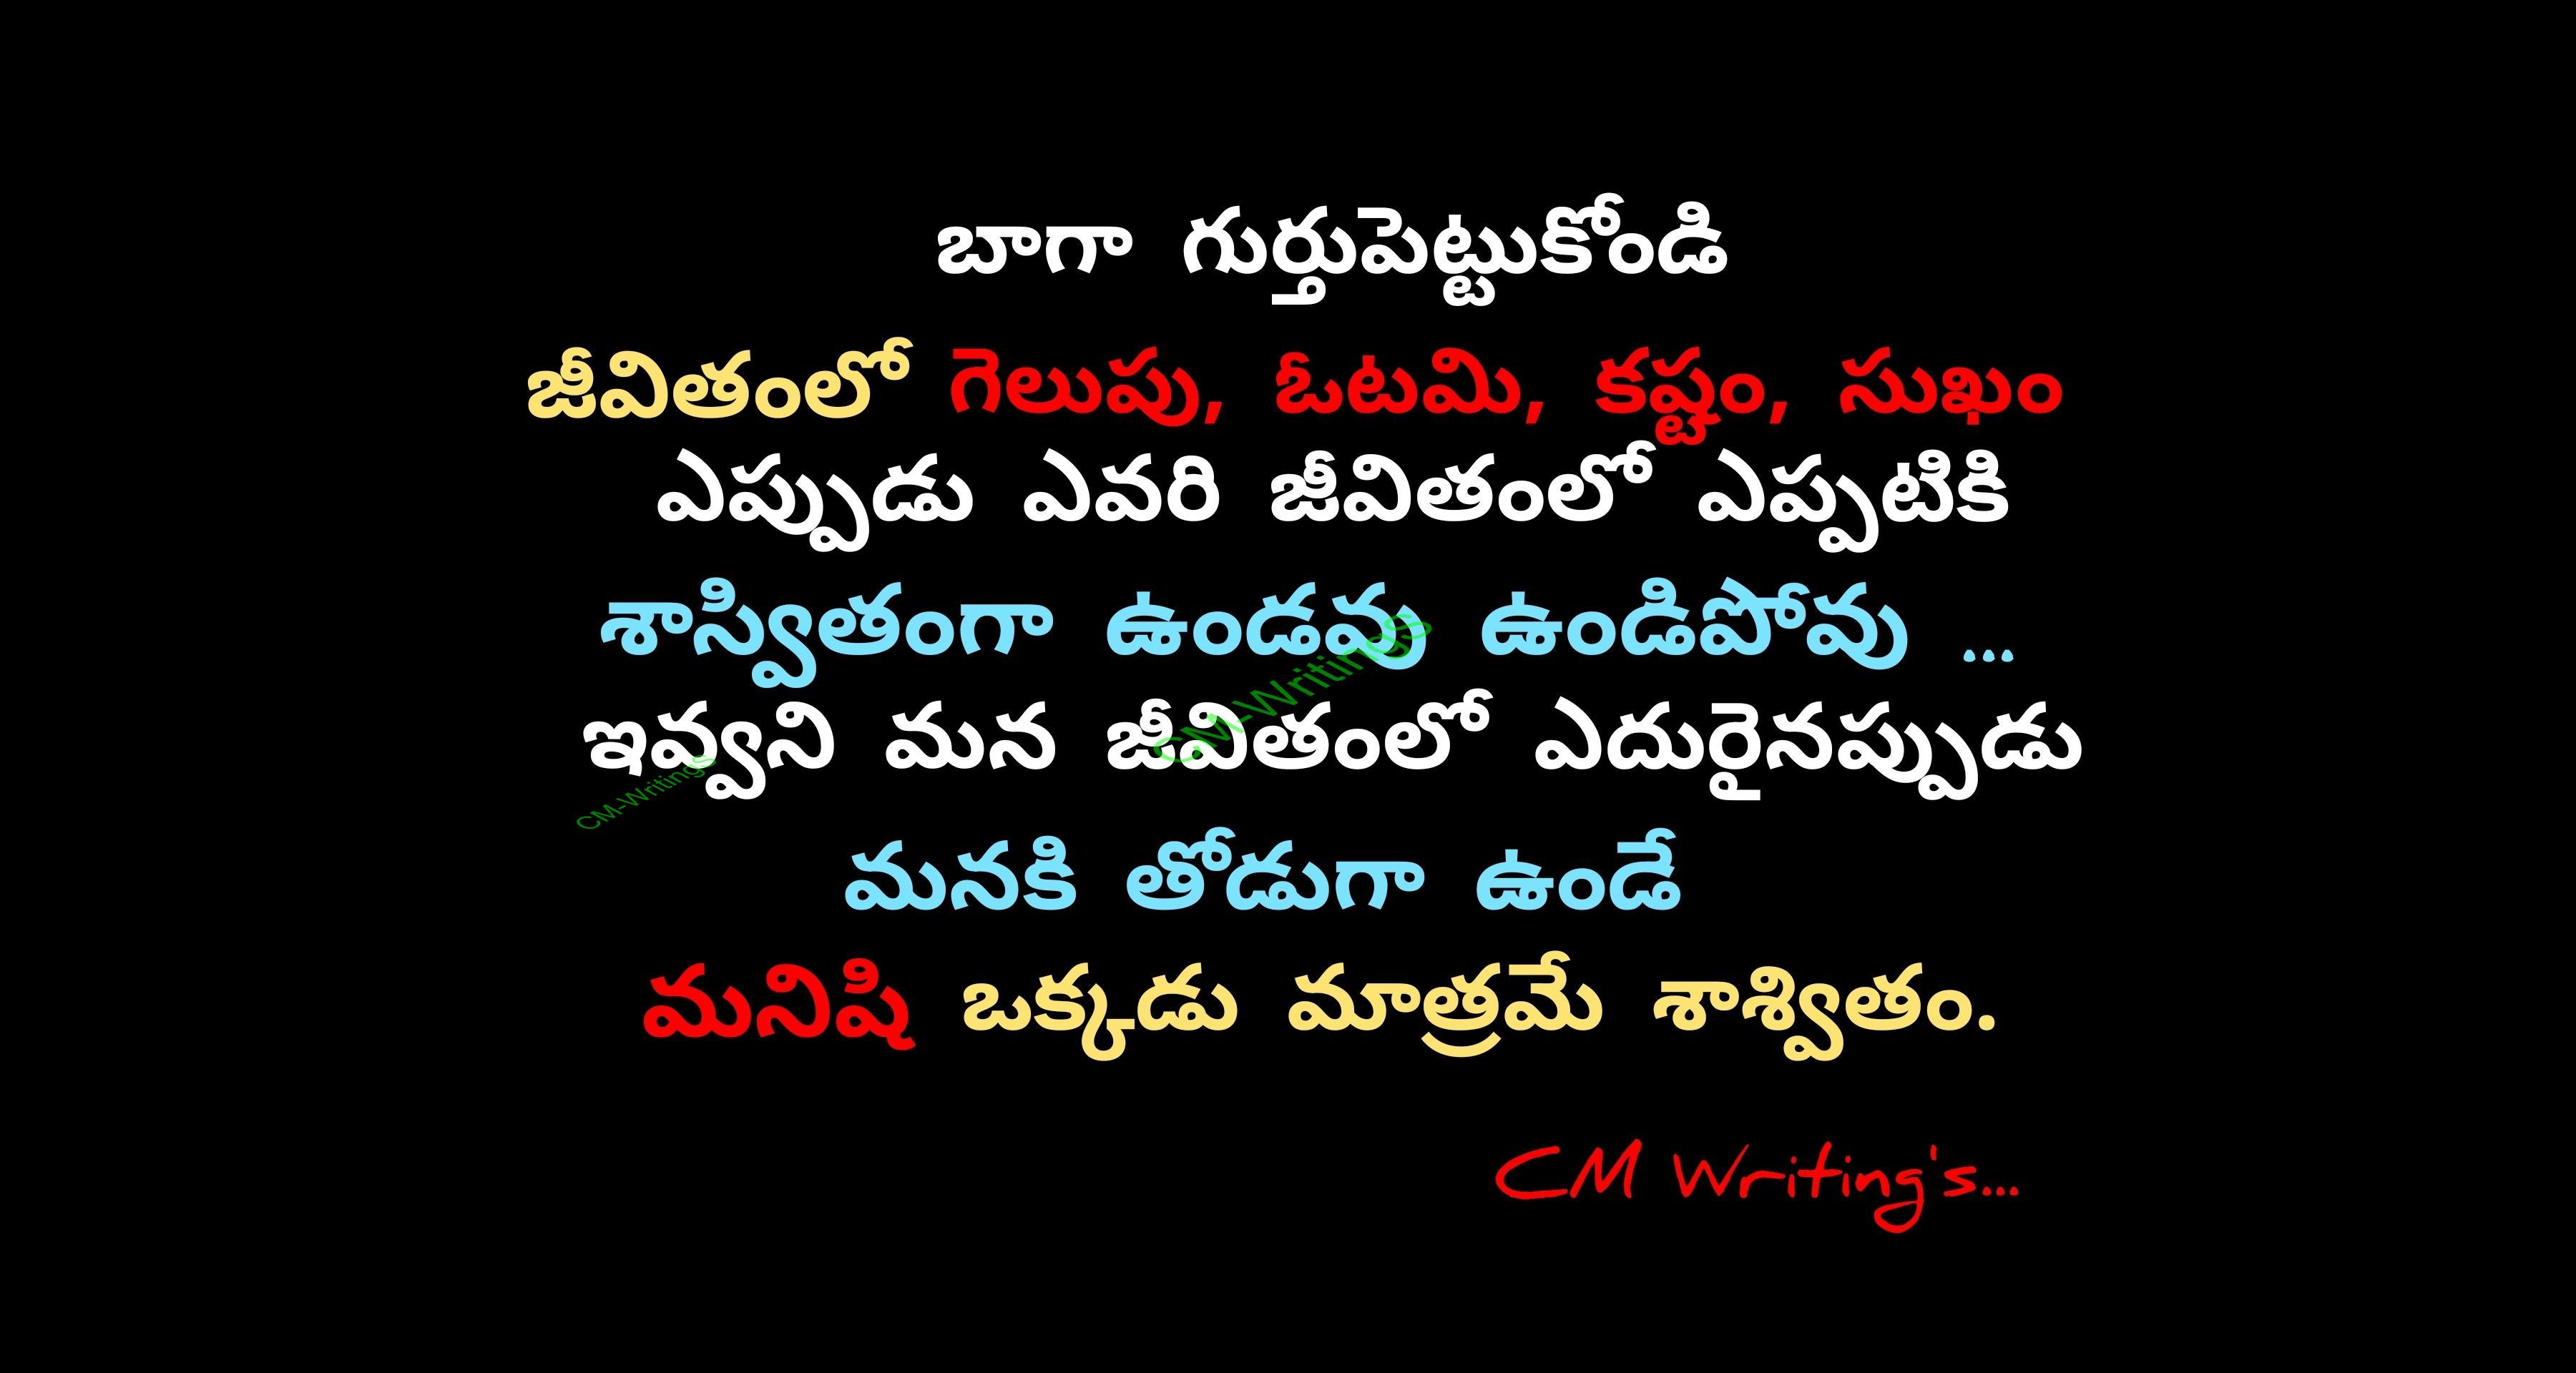 బాగా గుర్తుపెట్టుకోండి
జీవితంలో గెలుపు, ఓటమి, కష్టం, సుఖం
ఎప్పుడు ఎవరి జీవితంలో ఎప్పటికి
శాస్వితంగా ఉండవు ఉండిపోవు ...
ఇవ్వని మన జీవితంలో ఎదురైనప్పుడు
మనకి తోడుగా ఉండే
మనిషి ఒక్కడు మాత్రమే శాశ్వితం.
CM Writing's...
CM-Writings
CM-Writings